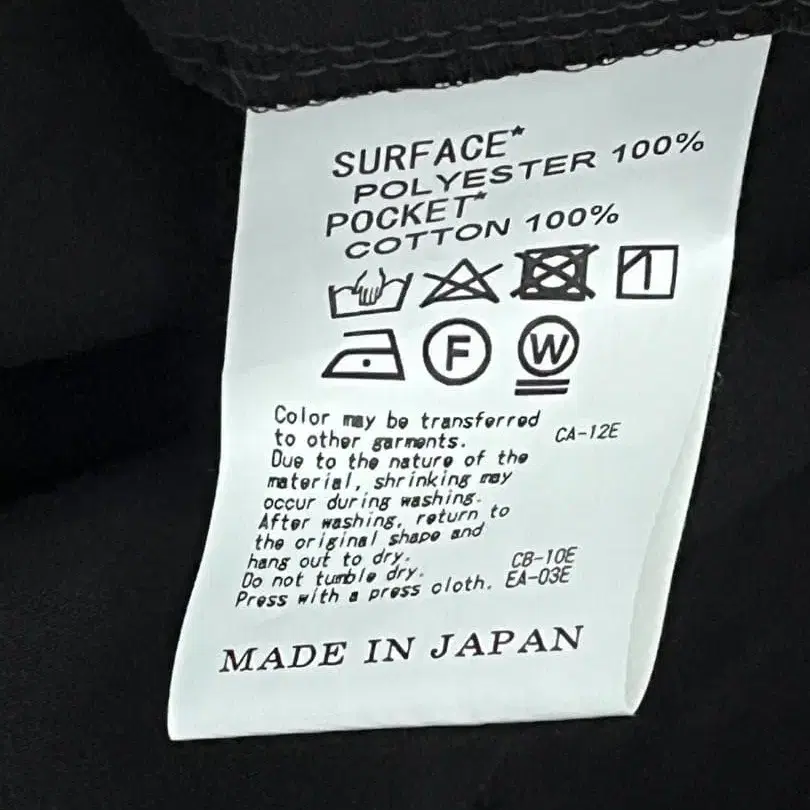 SURFACE*
POLYESTER 100%
POCKET*
COTTON 100%
F W
Color may be transferred
to other garments. CA-12E
Due to the nature of the
material, shrinking may
occur during washing.
After washing, return to
the original shape and
hang out to dry. CB-10E
Do not tumble dry.
Press with a press cloth. EA-03E
MADE IN JAPAN